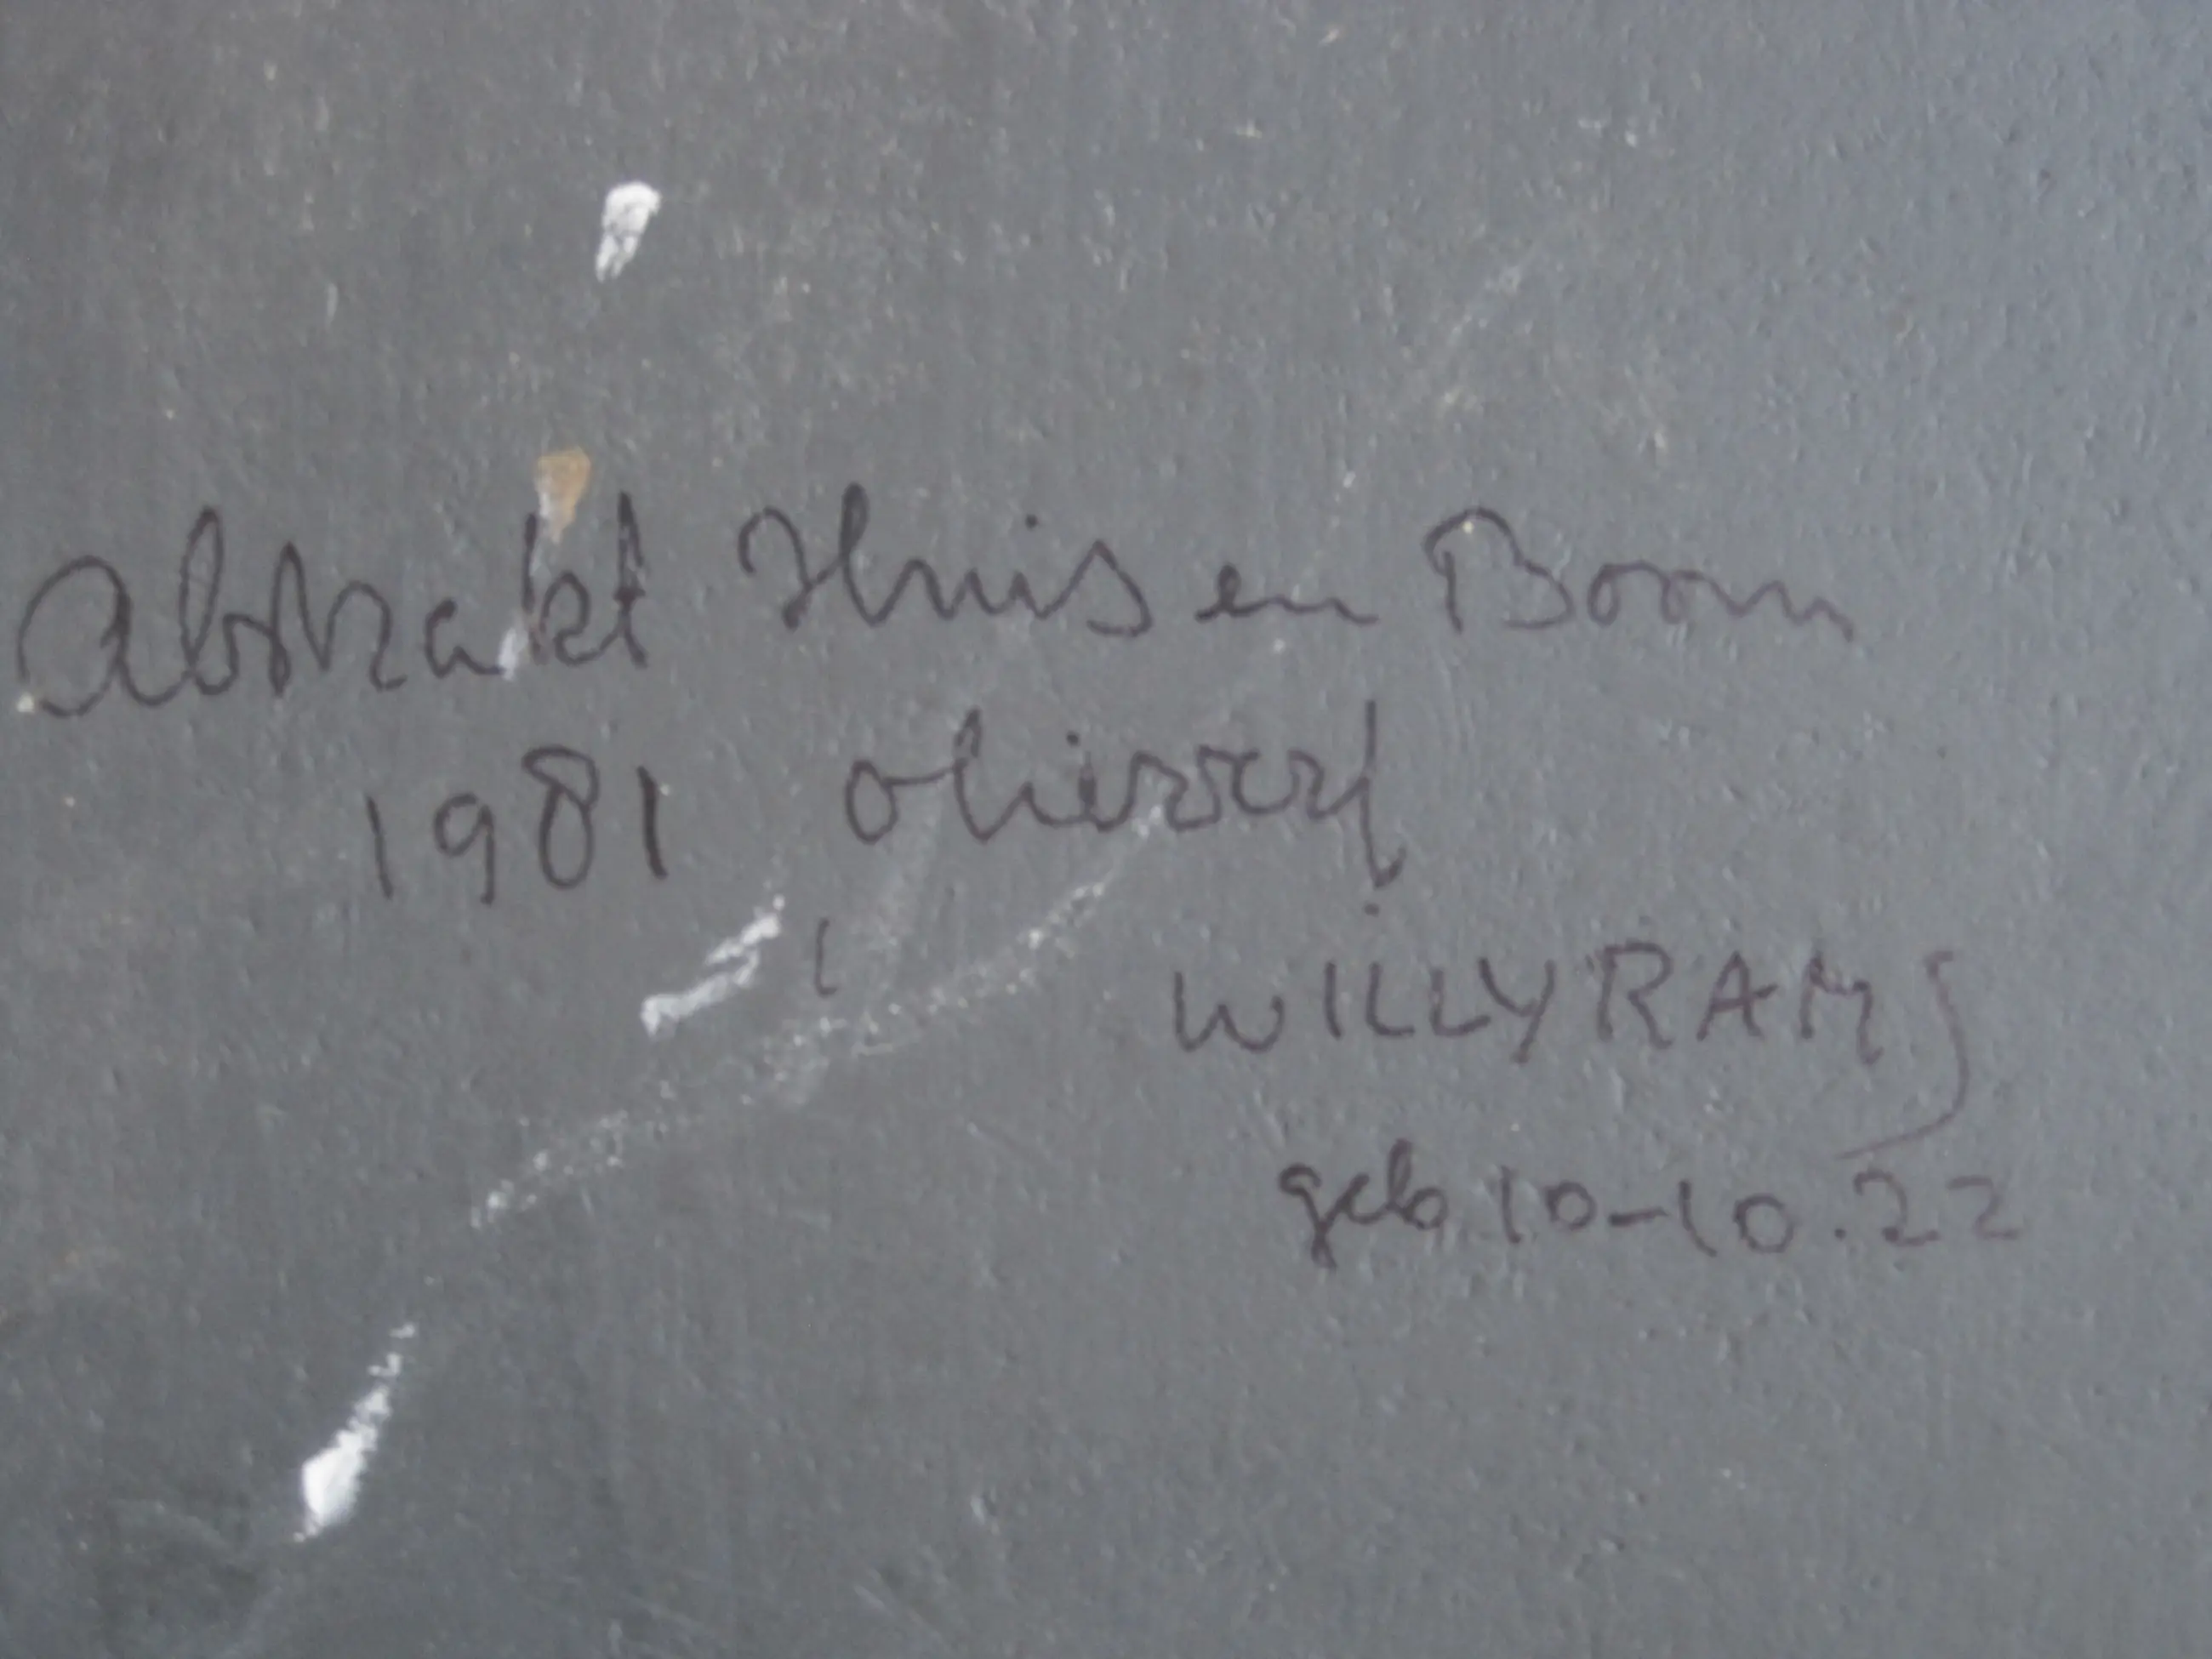 abstrakt Huis en Boom
1981 olieverf
WiLLY RAMS
geb 10-10.22